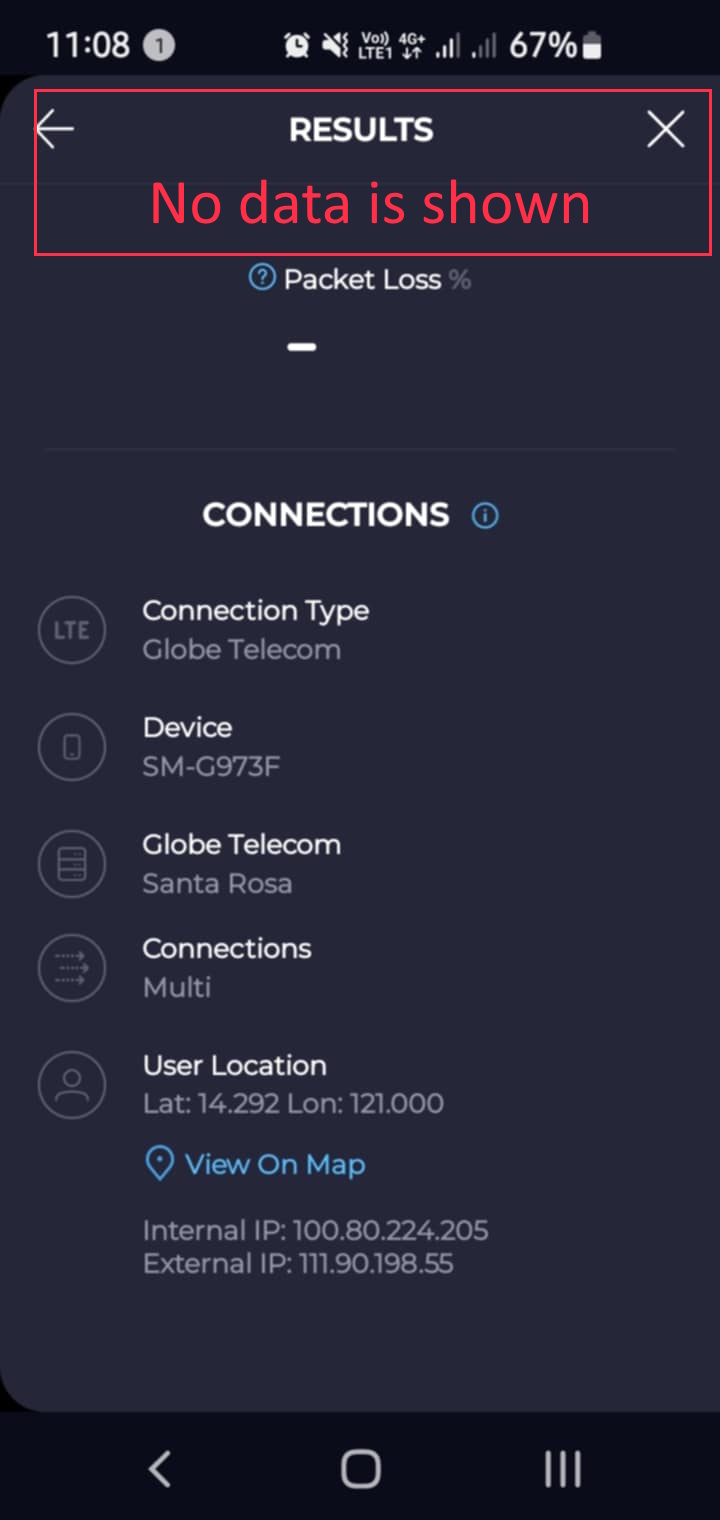 11:08 1 Vo)) LTE1 4G+ 67%
RESULTS
No data is shown
? Packet Loss %
CONNECTIONS i
LTE
Connection Type
Globe Telecom
Device
SM-G973F
Globe Telecom
Santa Rosa
Connections
Multi
User Location
Lat: 14.292 Lon: 121.000
View On Map
Internal IP: 100.80.224.205
External IP: 111.90.198.55